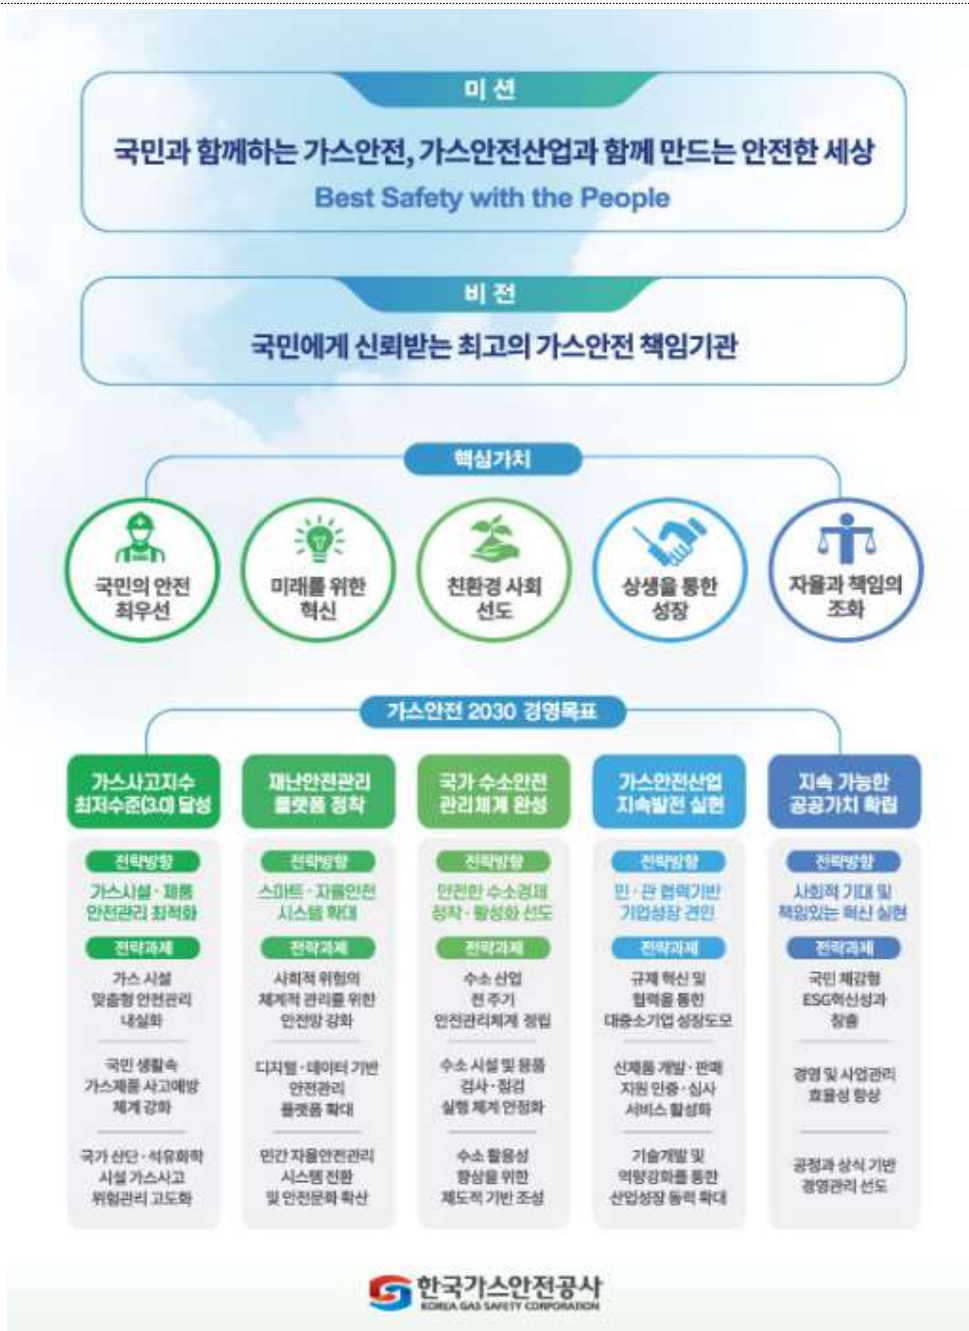 미 션
국민과 함께하는 가스안전, 가스안전산업과 함께 만드는 안전한 세상
Best Safety with the People
비 전
국민에게 신뢰받는 최고의 가스안전 책임기관
핵심가치
국민의 안전
최우선
미래를 위한
혁신
친환경 사회
선도
상생을 통한
성장
자율과 책임의
조화
가스안전 2030 경영목표
가스사고지수
최저수준(3.0) 달성
전략방향
가스시설·제품
안전관리 최적화
전략과제
가스 시설
맞춤형 안전관리
내실화
국민 생활속
가스제품 사고예방
체계 강화
국가 산단·석유화학
시설 가스사고
위험관리 고도화
재난안전관리
플랫폼 정착
전략방향
스마트·자율안전
시스템 확대
전략과제
사회적 위험의
체계적 관리를 위한
안전망 강화
디지털·데이터 기반
안전관리
플랫폼 확대
민간 자율안전관리
시스템 전환
및 안전문화 확산
국가 수소안전
관리체계 완성
전략방향
안전한 수소경제
정착·활성화 선도
전략과제
수소 산업
전 주기
안전관리체계 정립
수소 시설 및 용품
검사·점검
실행 체계 안정화
수소 활용성
향상을 위한
제도적 기반 조성
가스안전산업
지속발전 실현
전략방향
민·관 협력기반
기업성장 견인
전략과제
규제 혁신 및
협력을 통한
대중소기업 성장도모
신제품 개발·판매
지원 인증·심사
서비스 활성화
기술개발 및
역량강화를 통한
산업성장 동력 확대
지속 가능한
공공가치 확립
전략방향
사회적 기대 및
책임있는 혁신 실현
전략과제
국민 체감형
ESG혁신성과
창출
경영 및 사업관리
효율성 향상
공정과 상식 기반
경영관리 선도
한국가스안전공사
KOREA GAS SAFETY CORPORATION